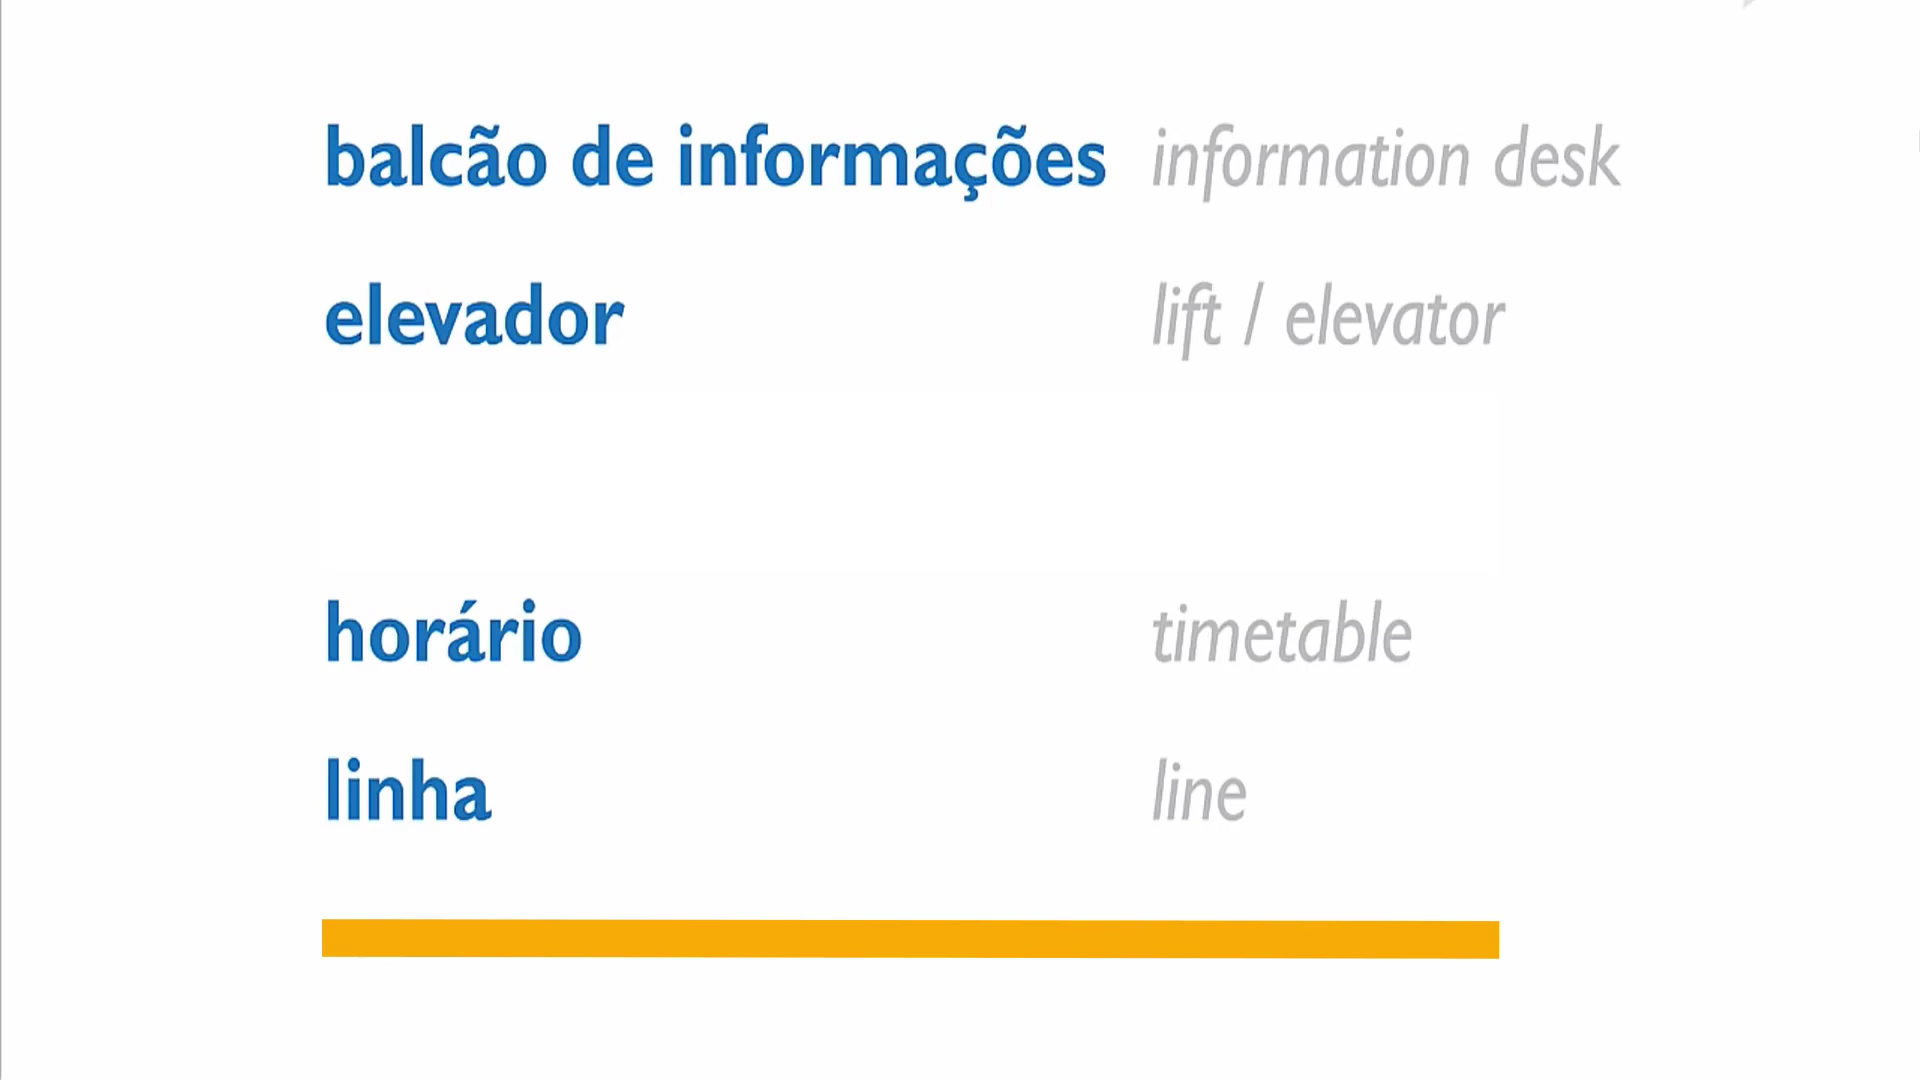 balcão de informações information desk
elevador lift / elevator
horário timetable
linha line